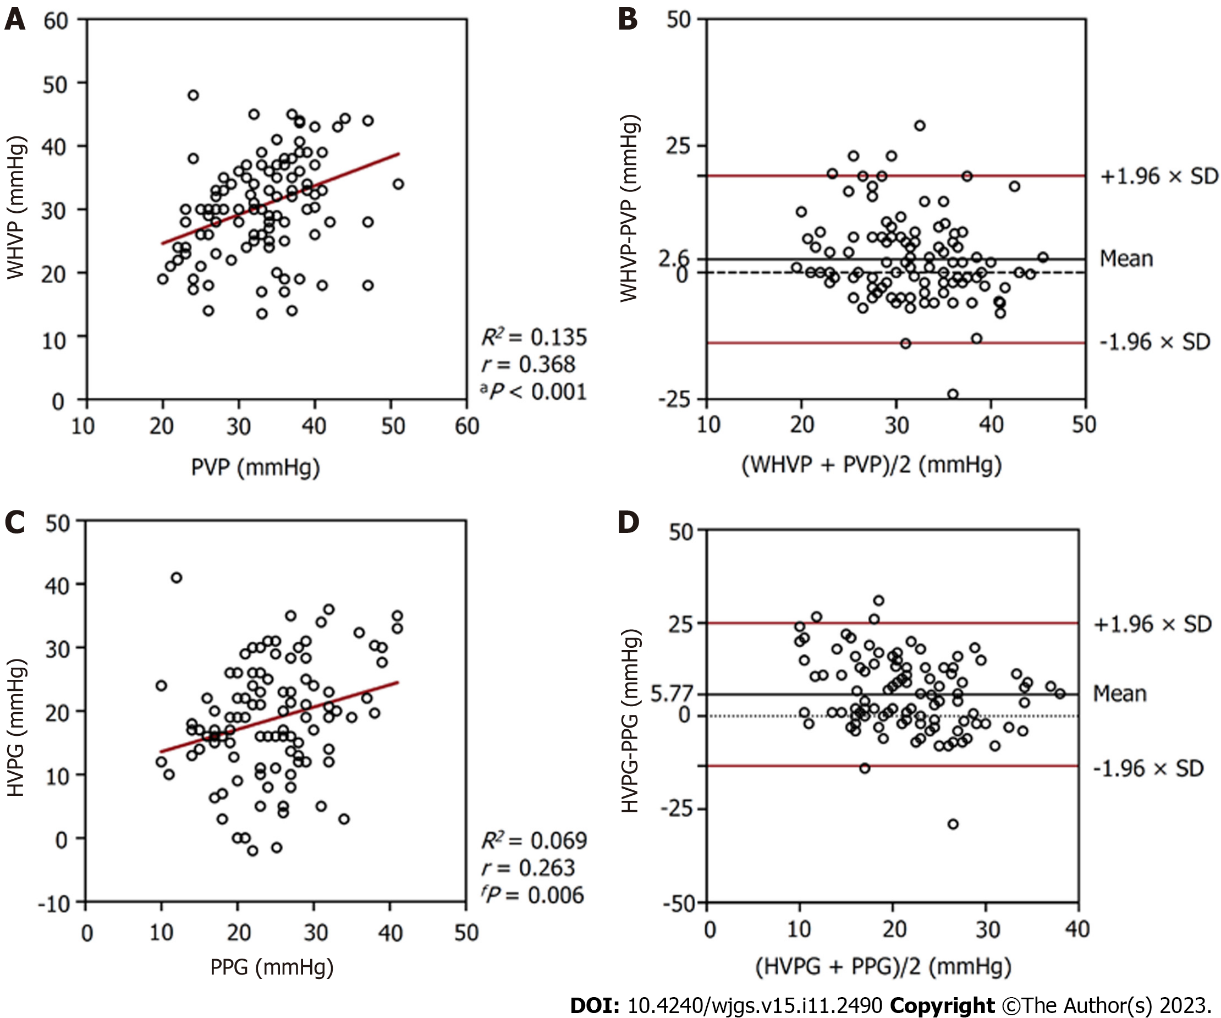 A
WHVP (mmHg)
60
50
40
30
20
10
0
10 20 30 40 50 60
PVP (mmHg)
R² = 0.135
r = 0.368
ᵃP < 0.001
B
WHVP-PVP (mmHg)
50
25
2.6
0
-25
10 20 30 40 50
(WHVP + PVP)/2 (mmHg)
+1.96 × SD
Mean
-1.96 × SD
C
HVPG (mmHg)
50
40
30
20
10
0
-10
0 10 20 30 40 50
PPG (mmHg)
R² = 0.069
r = 0.263
ᶠP = 0.006
D
HVPG-PPG (mmHg)
50
25
5.77
0
-25
-50
0 10 20 30 40
(HVPG + PPG)/2 (mmHg)
+1.96 × SD
Mean
-1.96 × SD
DOI: 10.4240/wjgs.v15.i11.2490 Copyright ©The Author(s) 2023.